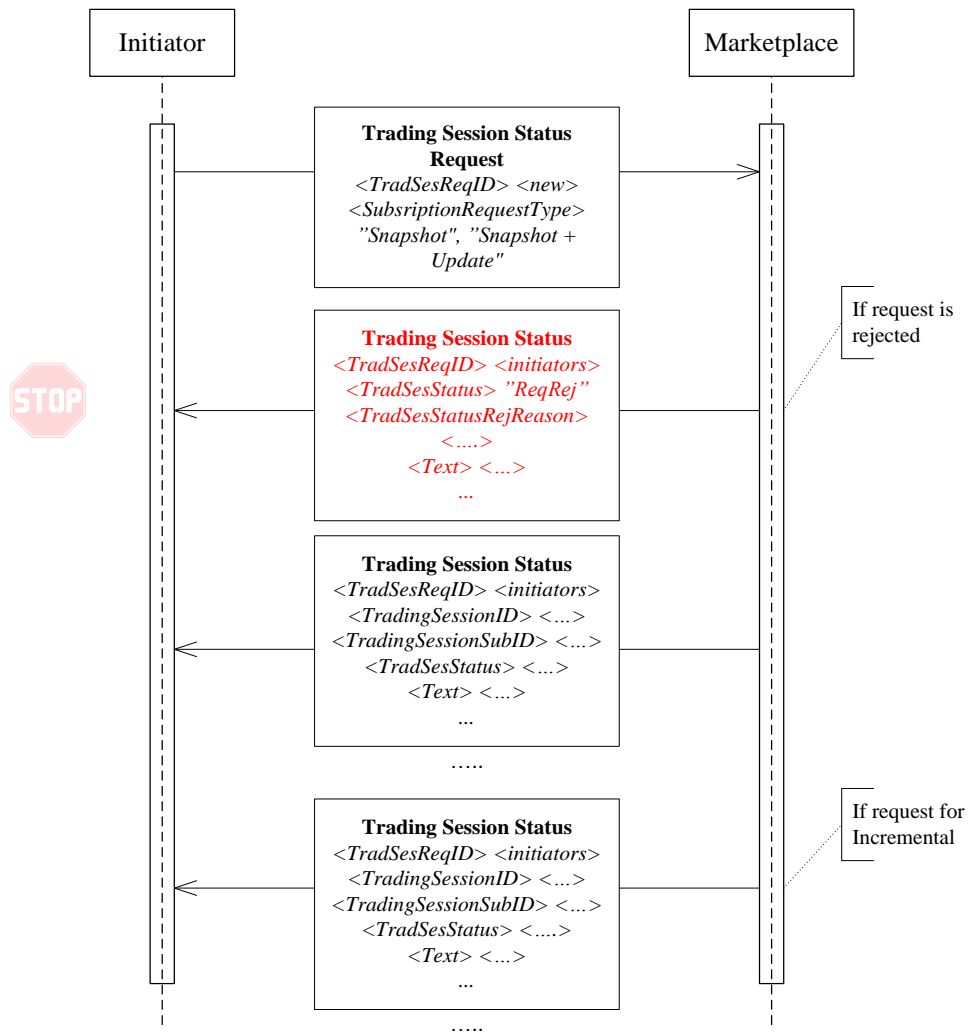 Initiator
Marketplace
Trading Session Status
Request
<TradSesReqID> <new>
<SubsriptionRequestType>
”Snapshot", ”Snapshot +
Update"
If request is
rejected
Trading Session Status
<TradSesReqID> <initiators>
<TradSesStatus> ”ReqRej”
<TradSesStatusRejReason>
<….>
<Text> <…>
...
STOP
Trading Session Status
<TradSesReqID> <initiators>
<TradingSessionID> <…>
<TradingSessionSubID> <…>
<TradSesStatus> <…>
<Text> <…>
...
…..
If request for
Incremental
Trading Session Status
<TradSesReqID> <initiators>
<TradingSessionID> <…>
<TradingSessionSubID> <…>
<TradSesStatus> <….>
<Text> <…>
...
…..